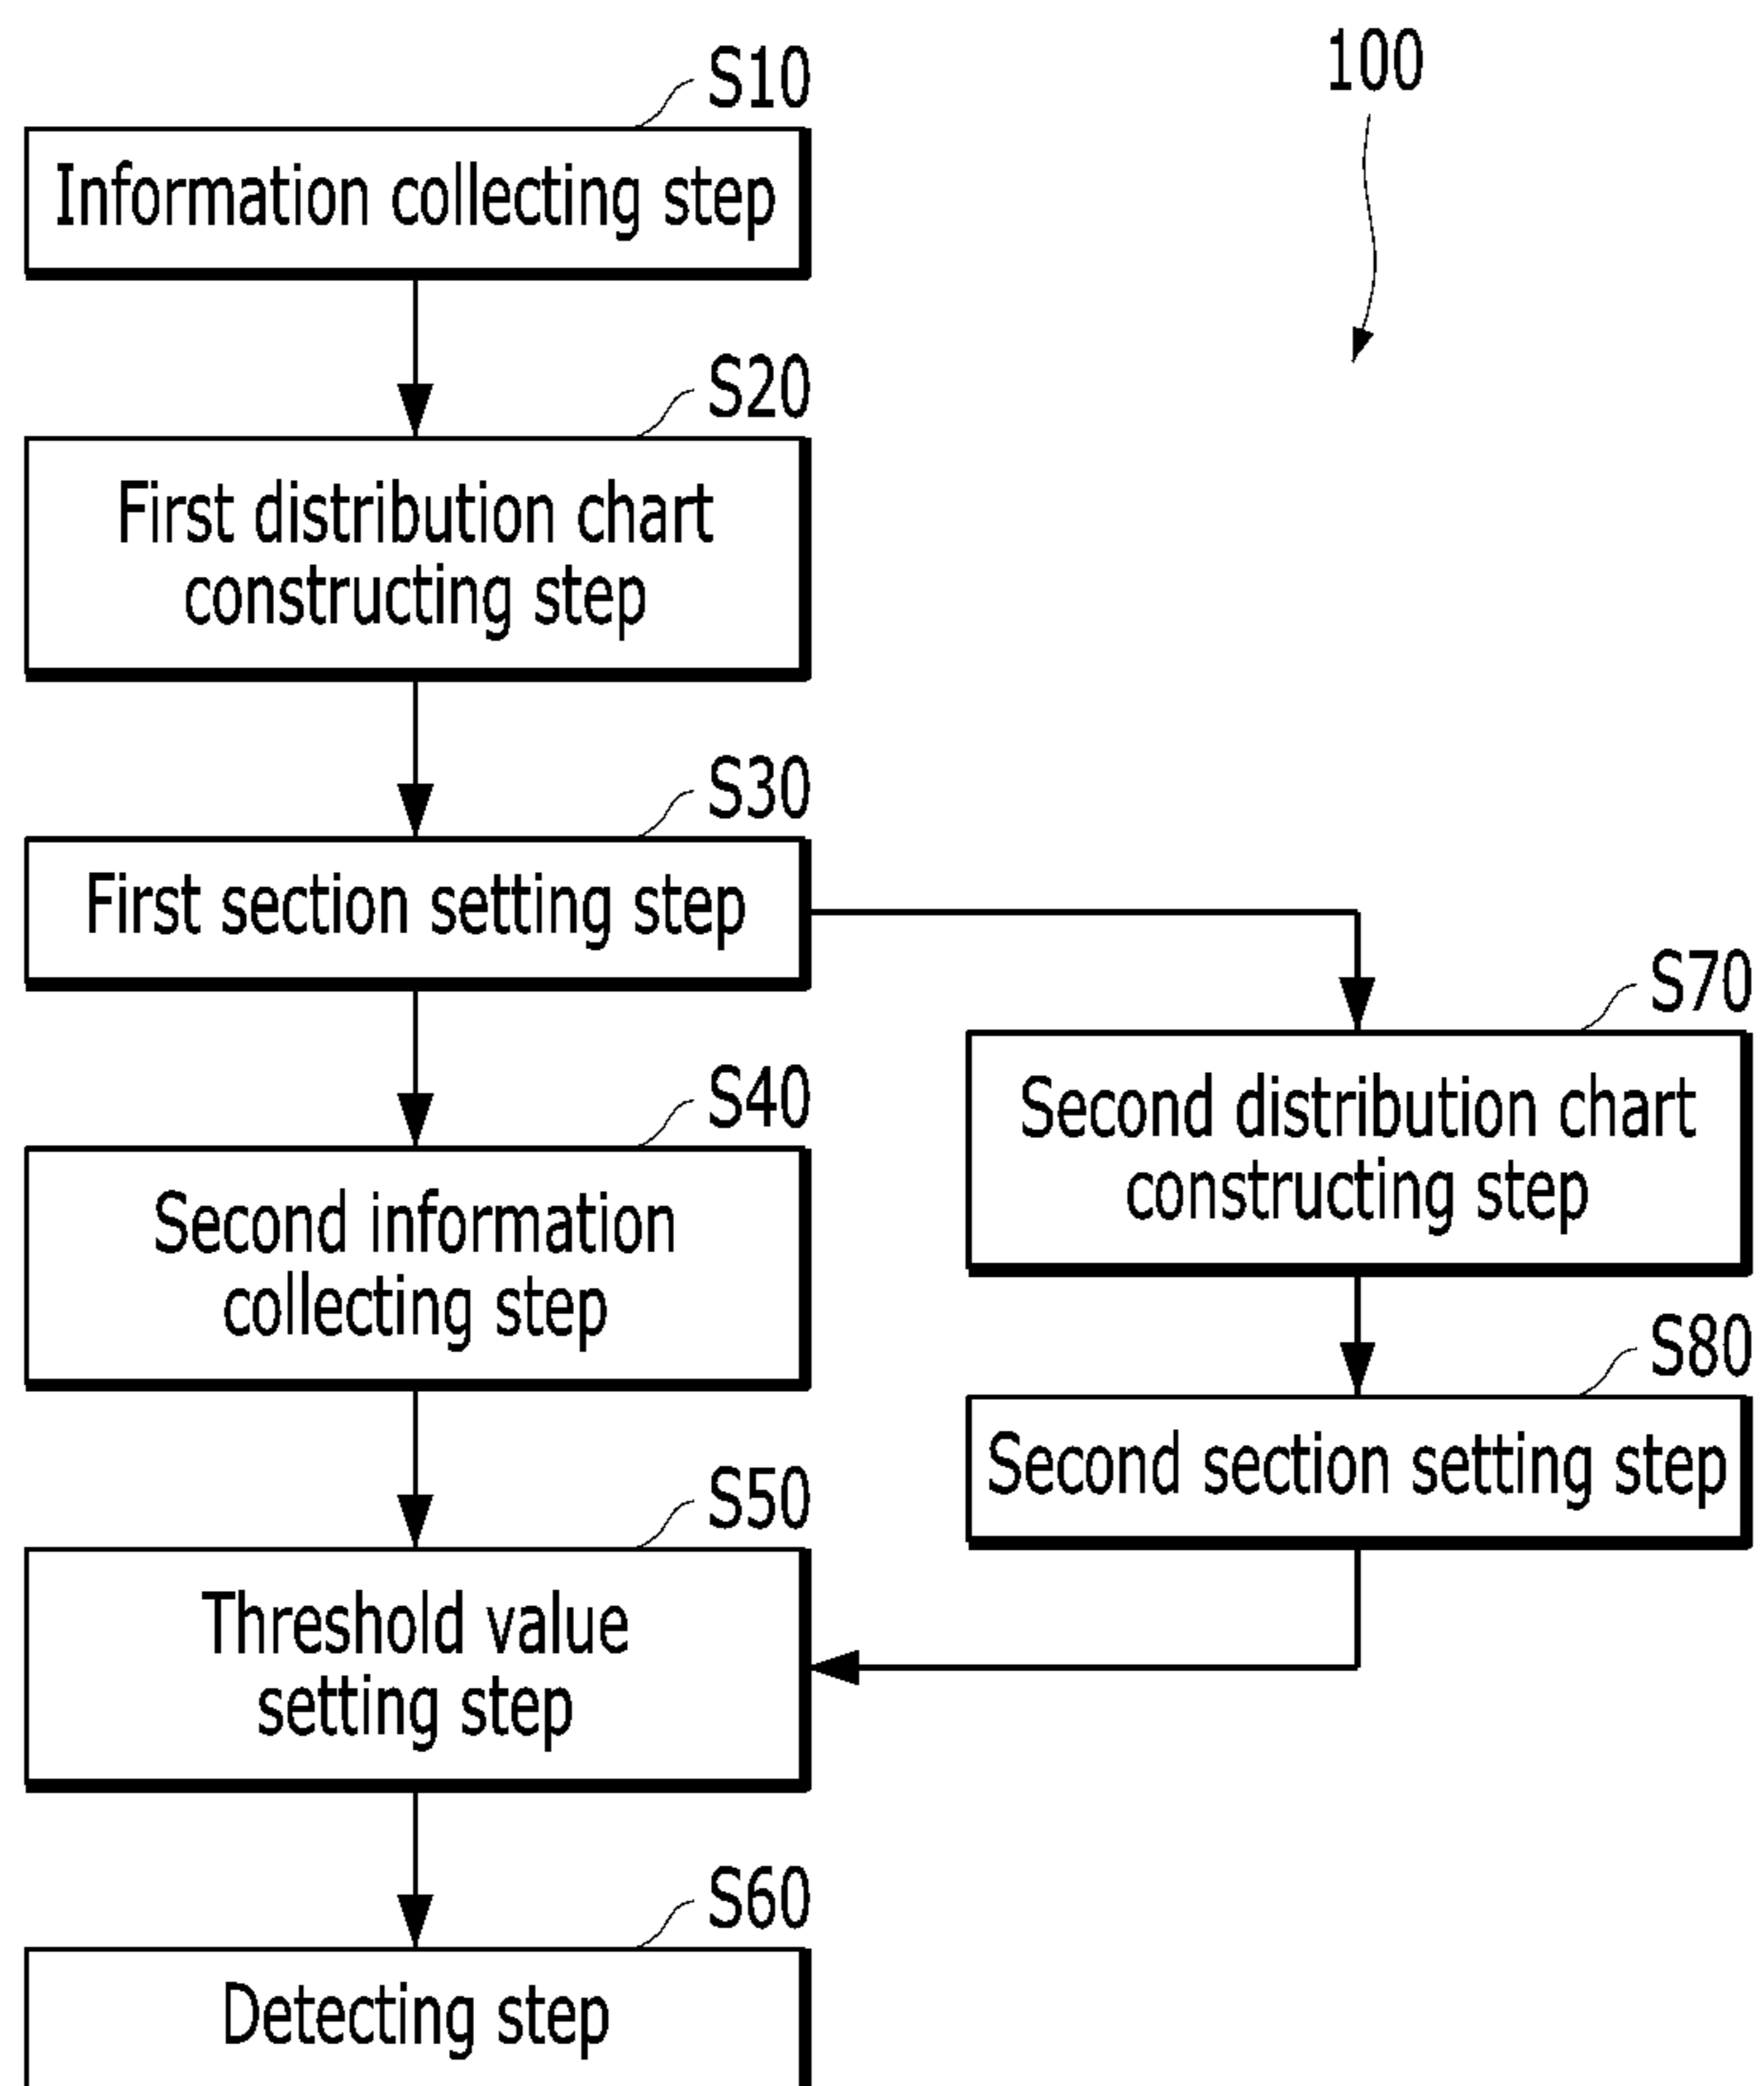 100
S10
Information collecting step
S20
First distribution chart
constructing step
S30
First section setting step
S40
Second information
collecting step
S50
Threshold value
setting step
S60
Detecting step
S70
Second distribution chart
constructing step
S80
Second section setting step